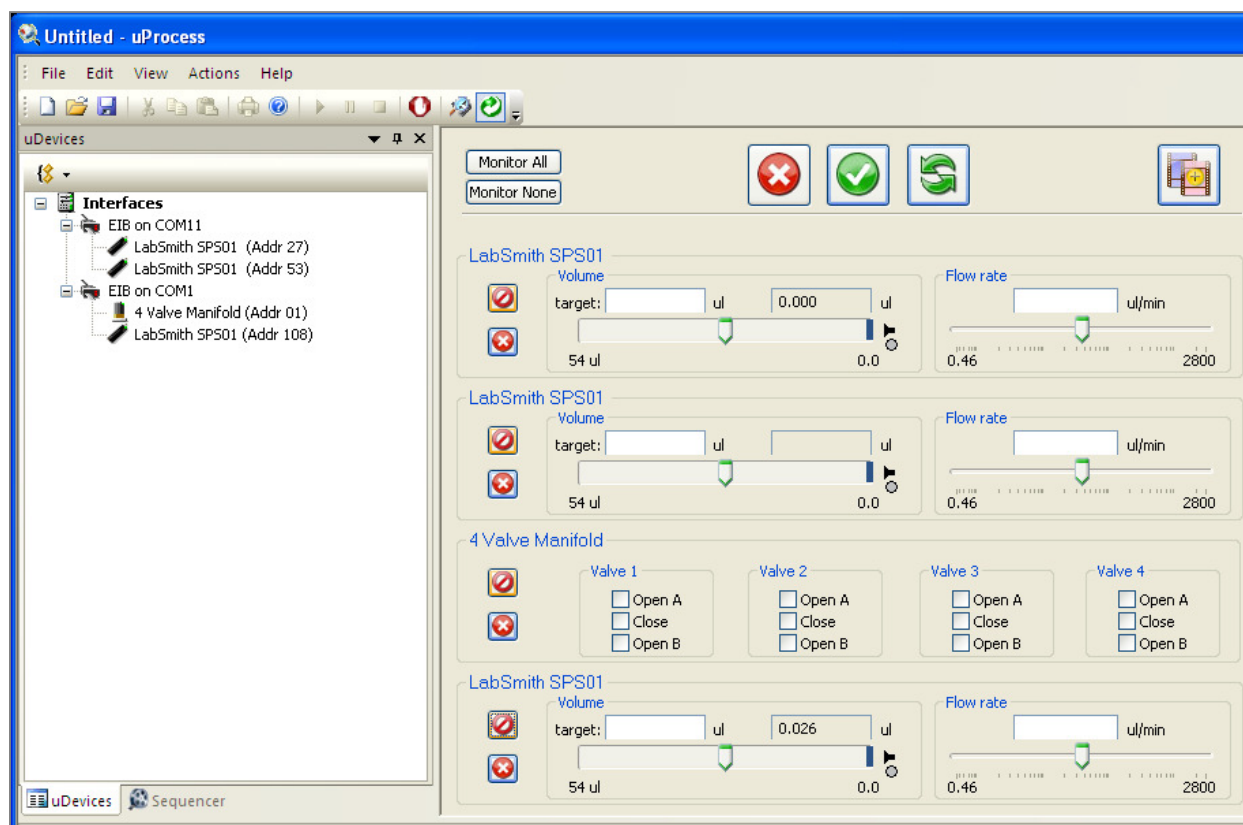 Untitled - uProcess
File Edit View Actions Help
uDevices
Interfaces
EIB on COM11
LabSmith SPS01 (Addr 27)
LabSmith SPS01 (Addr 53)
EIB on COM1
4 Valve Manifold (Addr 01)
LabSmith SPS01 (Addr 108)
uDevices Sequencer
Monitor All
Monitor None
LabSmith SPS01
Volume Flow rate
target: ul 0.000 ul ul/min
54 ul 0.0 0.46 2800
LabSmith SPS01
Volume Flow rate
target: ul ul ul/min
54 ul 0.0 0.46 2800
4 Valve Manifold
Valve 1 Valve 2 Valve 3 Valve 4
Open A Open A Open A Open A
Close Close Close Close
Open B Open B Open B Open B
LabSmith SPS01
Volume Flow rate
target: ul 0.026 ul ul/min
54 ul 0.0 0.46 2800